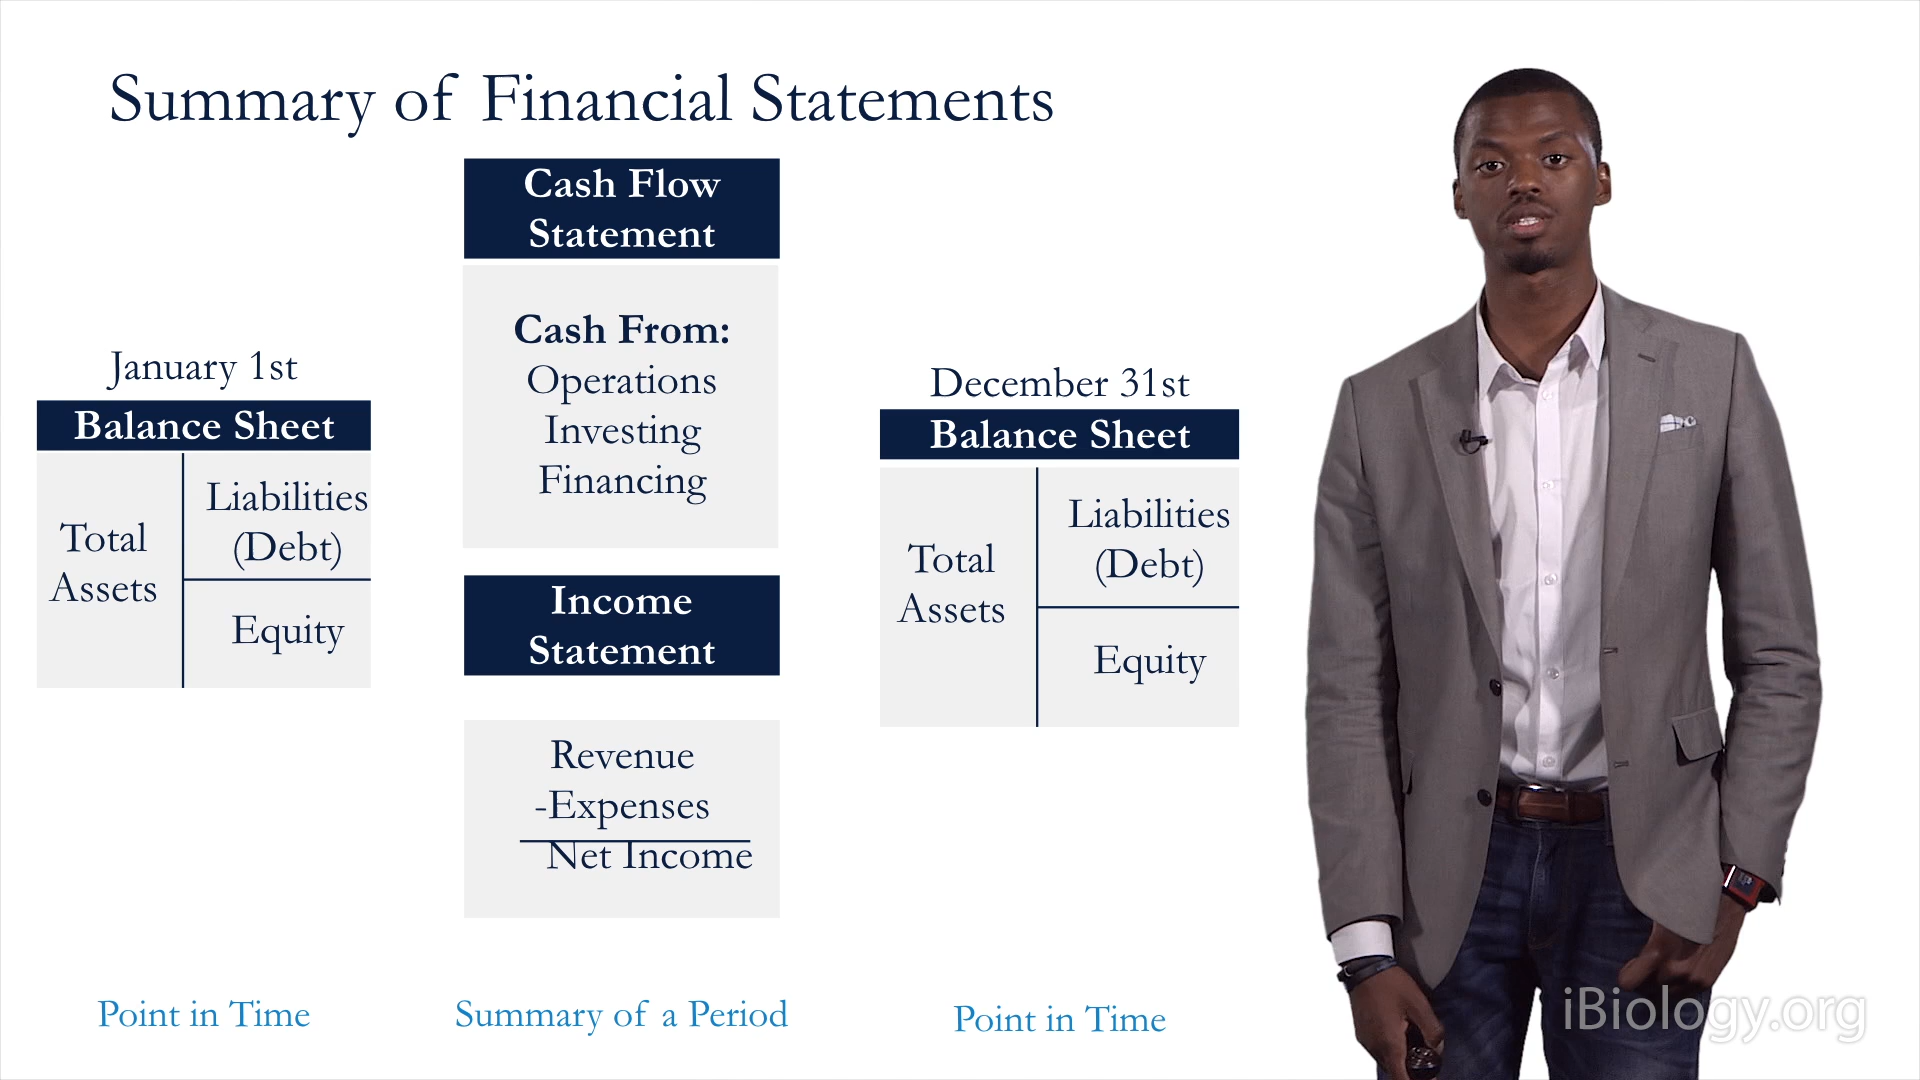 Summary of Financial Statements
Cash Flow
Statement
Cash From:
Operations
Investing
Financing
January 1st
Balance Sheet
Total
Assets
Liabilities
(Debt)
Equity
Income
Statement
Revenue
-Expenses
Net Income
December 31st
Balance Sheet
Total
Assets
Liabilities
(Debt)
Equity
Point in Time
Summary of a Period
Point in Time
iBiology.org